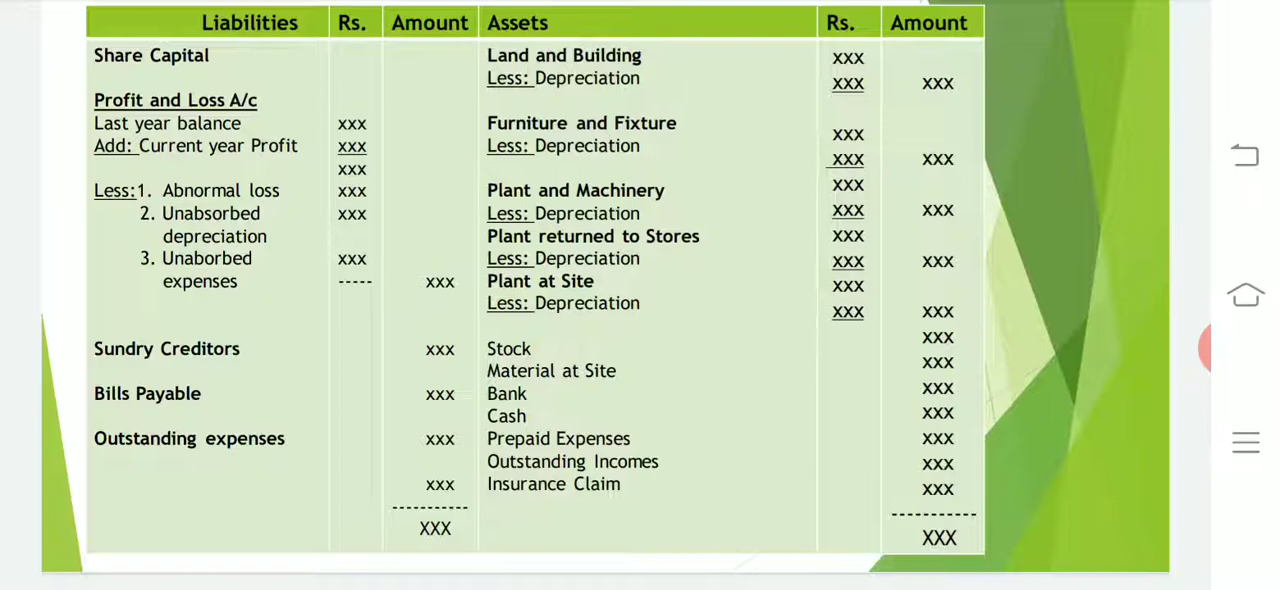 Liabilities Rs. Amount Assets Rs. Amount
Share Capital Land and Building xxx
Less: Depreciation xxx xxx
Profit and Loss A/c
Last year balance xxx Furniture and Fixture xxx
Add: Current year Profit xxx Less: Depreciation xxx xxx
xxx
Less:1. Abnormal loss xxx Plant and Machinery xxx
2. Unabsorbed xxx Less: Depreciation xxx xxx
depreciation Plant returned to Stores xxx
3. Unaborbed xxx Less: Depreciation xxx xxx
expenses ----- xxx Plant at Site xxx
Less: Depreciation xxx xxx
Sundry Creditors xxx Stock xxx
Material at Site xxx
Bills Payable xxx Bank xxx
Cash xxx
Outstanding expenses xxx Prepaid Expenses xxx
Outstanding Incomes xxx
xxx Insurance Claim xxx
----------- ------------
XXX XXX